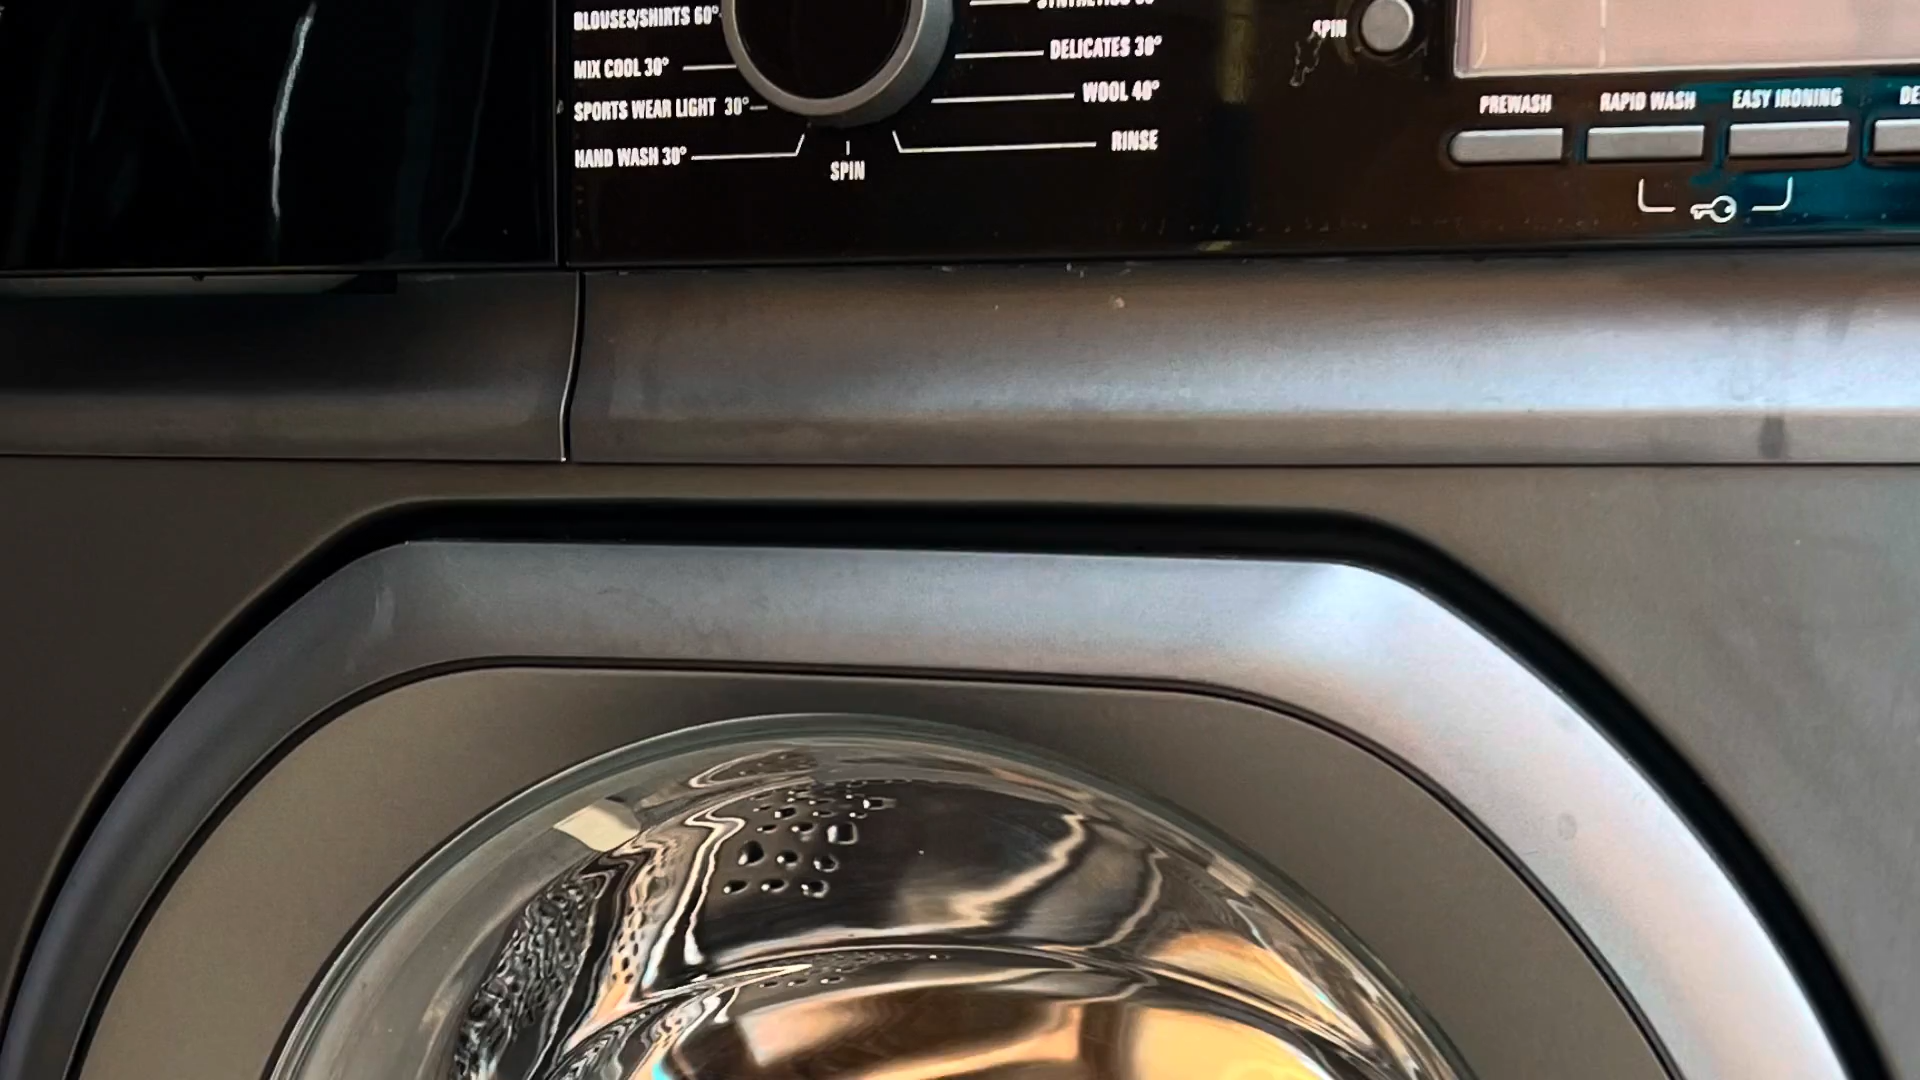 BLOUSES/SHIRTS 60°
MIX COOL 30°
SPORTS WEAR LIGHT 30°
HAND WASH 30°
SPIN
DELICATES 30°
WOOL 40°
RINSE
SPIN
PREWASH
RAPID WASH
EASY IRONING